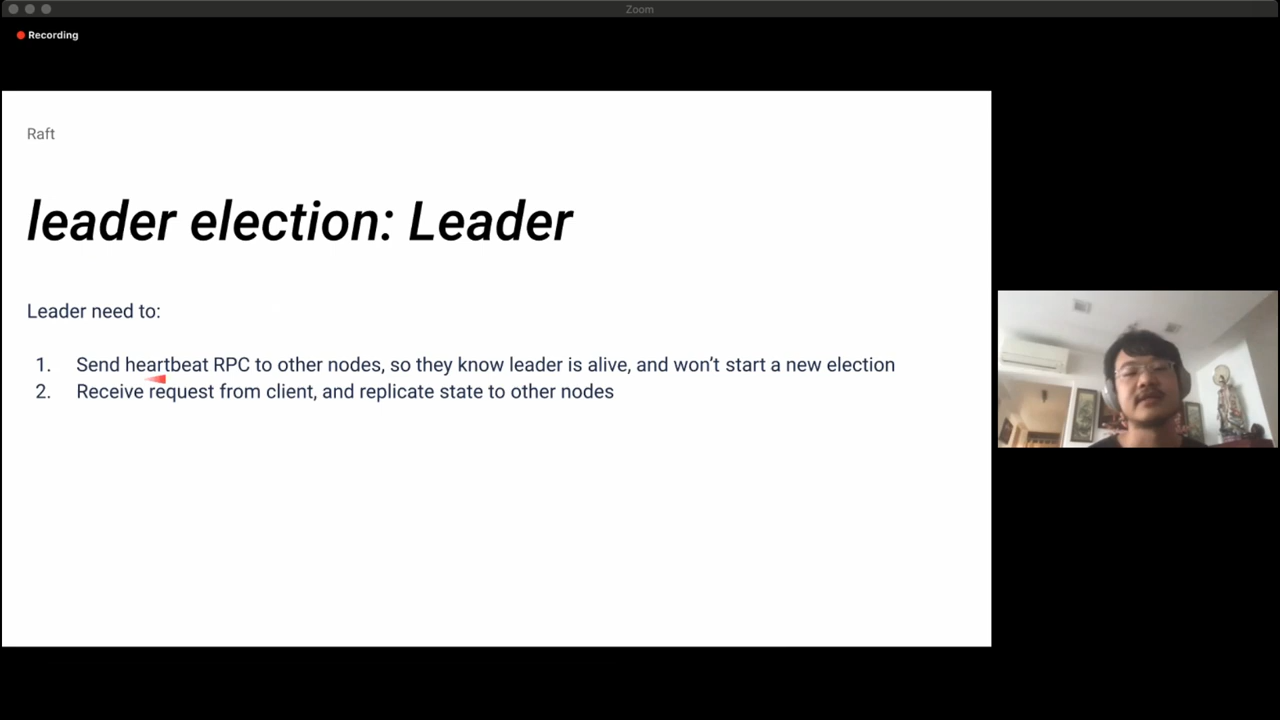 Zoom
Recording
Raft
leader election: Leader
Leader need to:
1. Send heartbeat RPC to other nodes, so they know leader is alive, and won’t start a new election
2. Receive request from client, and replicate state to other nodes